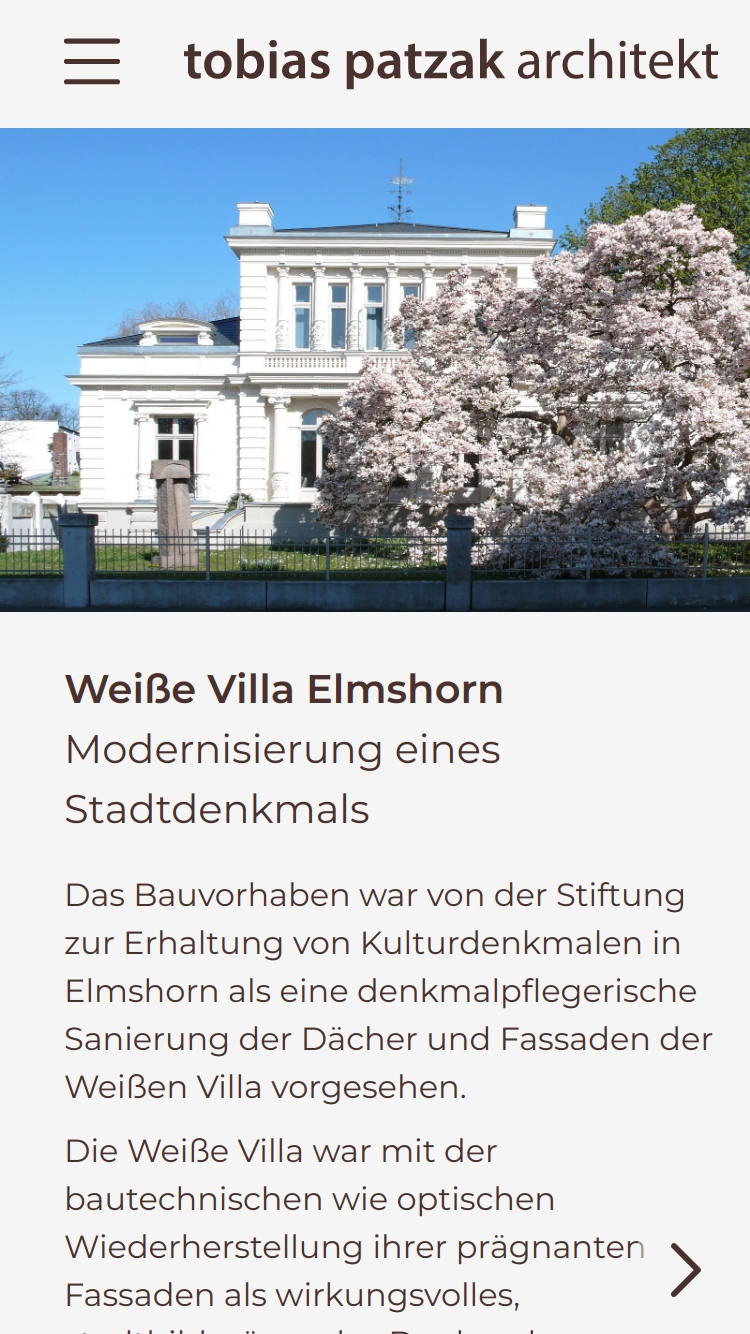 tobias patzak architekt
Weiße Villa Elmshorn
Modernisierung eines
Stadtdenkmals
Das Bauvorhaben war von der Stiftung
zur Erhaltung von Kulturdenkmalen in
Elmshorn als eine denkmalpflegerische
Sanierung der Dächer und Fassaden der
Weißen Villa vorgesehen.
Die Weiße Villa war mit der
bautechnischen wie optischen
Wiederherstellung ihrer prägnanten
Fassaden als wirkungsvolles,